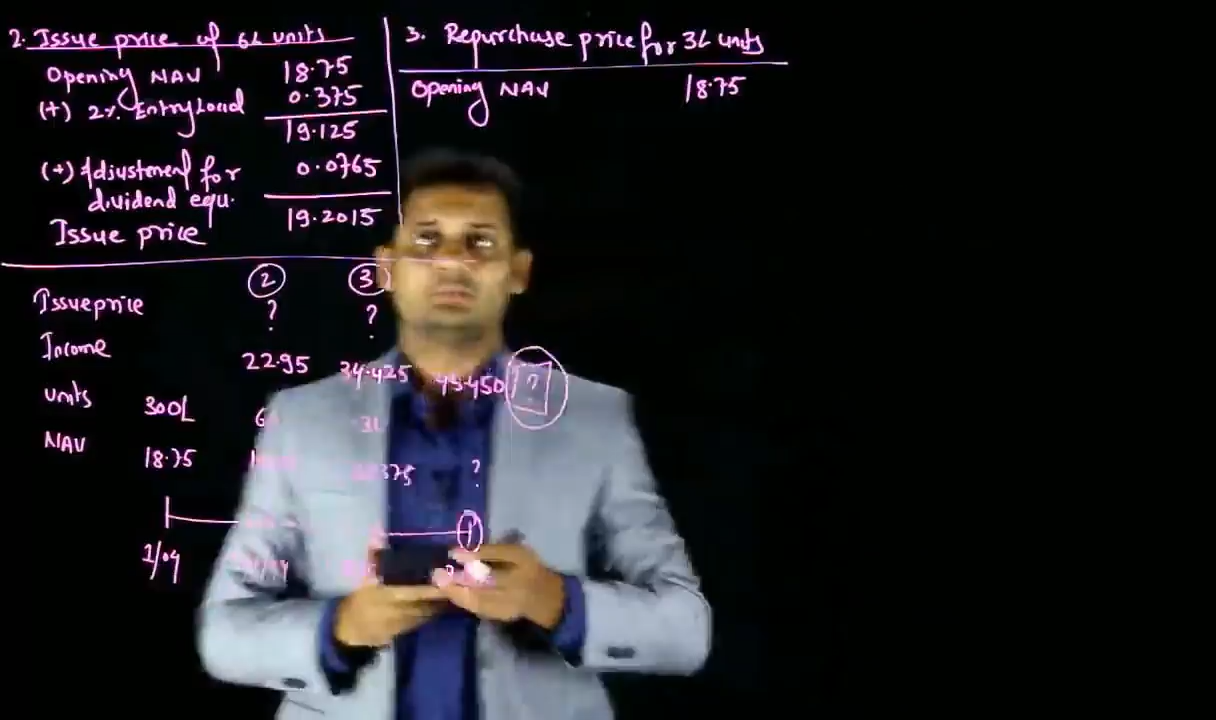 2. Issue price of 6L units
Opening NAV 18.75
(+) 2% Entry Load 0.375
19.125
(+) Adjustment for 0.0765
dividend equ.
Issue price 19.2015
3. Repurchase price for 3L units
Opening NAV 18.75
2 3
Issue price ? ?
Income 22.95 34.425 45.450 ?
units 300L 3L
NAV 18.75 ?
1/04